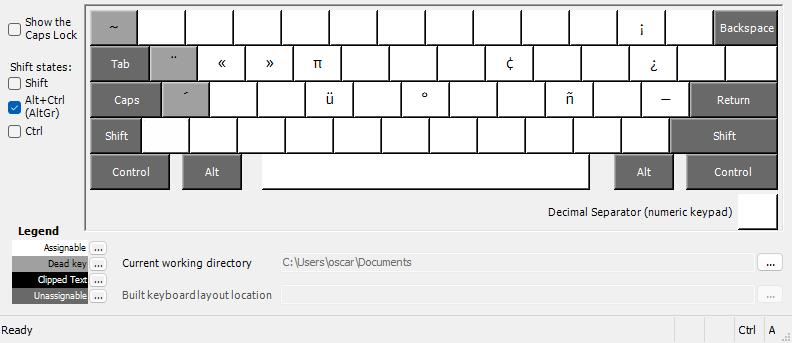 Show the
Caps Lock
~ ¡ Backspace
Shift states:
Tab ¨ « » π ¢ ¿
Shift
Alt+Ctrl
(AltGr)
Ctrl
Caps ´ ü ° ñ — Return
Shift Shift
Control Alt Alt Control
Decimal Separator (numeric keypad)
Legend
Assignable ...
Dead key ...
Clipped Text ...
Unassignable ...
Current working directory C:\Users\oscar\Documents ...
Built keyboard layout location ...
Ready Ctrl A